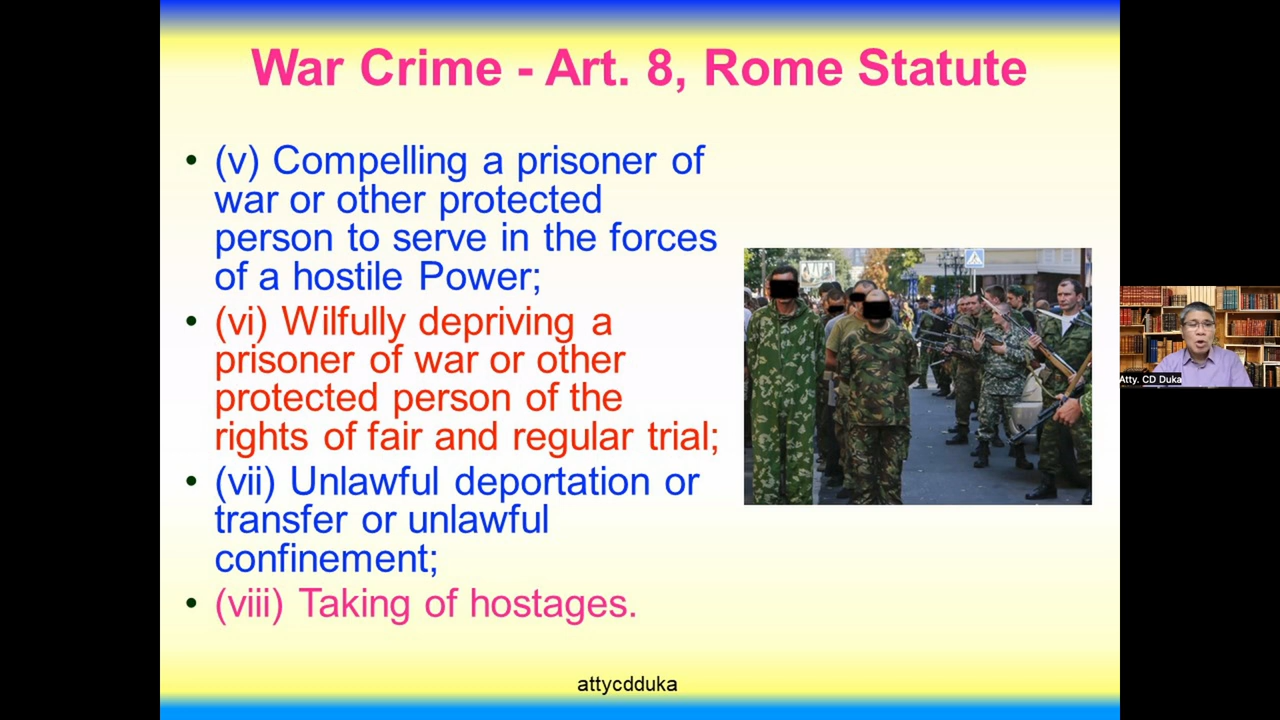 War Crime - Art. 8, Rome Statute
• (v) Compelling a prisoner of
war or other protected
person to serve in the forces
of a hostile Power;
• (vi) Wilfully depriving a
prisoner of war or other
protected person of the
rights of fair and regular trial;
• (vii) Unlawful deportation or
transfer or unlawful
confinement;
• (viii) Taking of hostages.
attycdduka
Atty. CD Duka